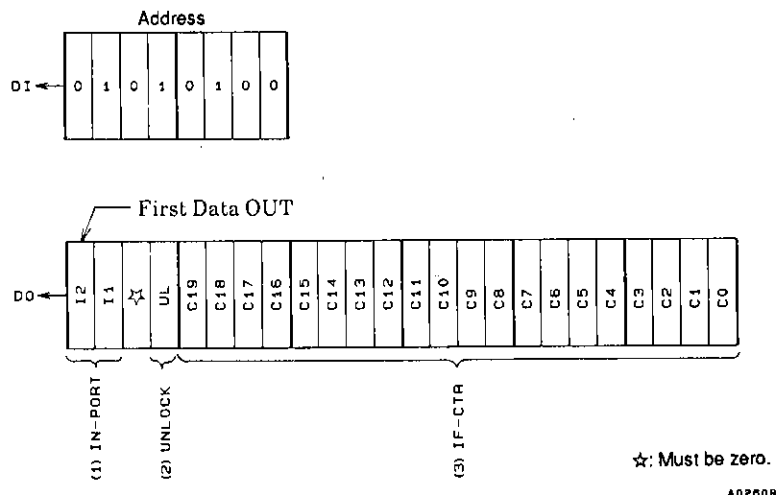 Address
DI 0 1 0 1 0 1 0 0
First Data OUT
DO I2 I1 ☆ UL C19 C18 C17 C16 C15 C14 C13 C12 C11 C10 C9 C8 C7 C6 C5 C4 C3 C2 C1 C0
(1) IN-PORT
(2) UNLOCK
(3) IF-CTR
☆: Must be zero.
A02609